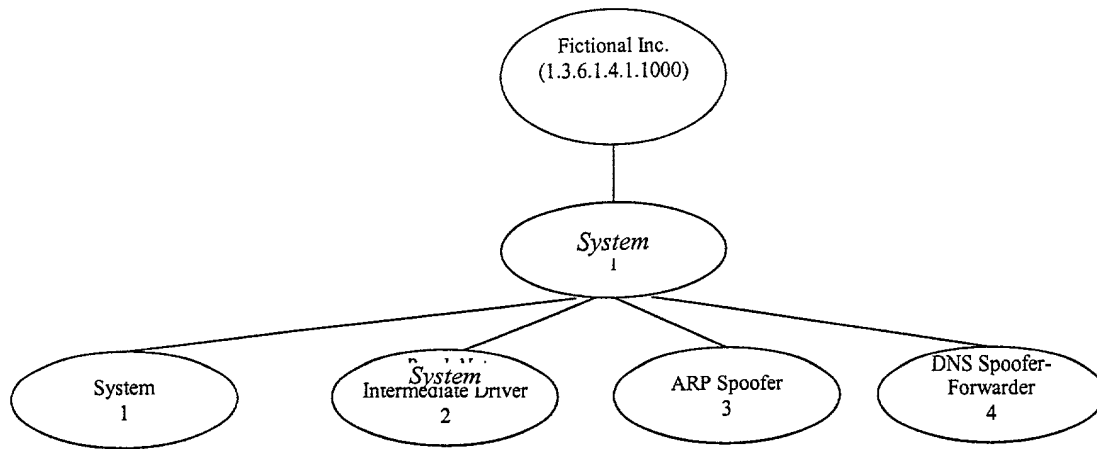 Fictional Inc.
(1.3.6.1.4.1.1000)
System
1
System
1
System
Intermediate Driver
2
ARP Spoofer
3
DNS Spoofer-
Forwarder
4